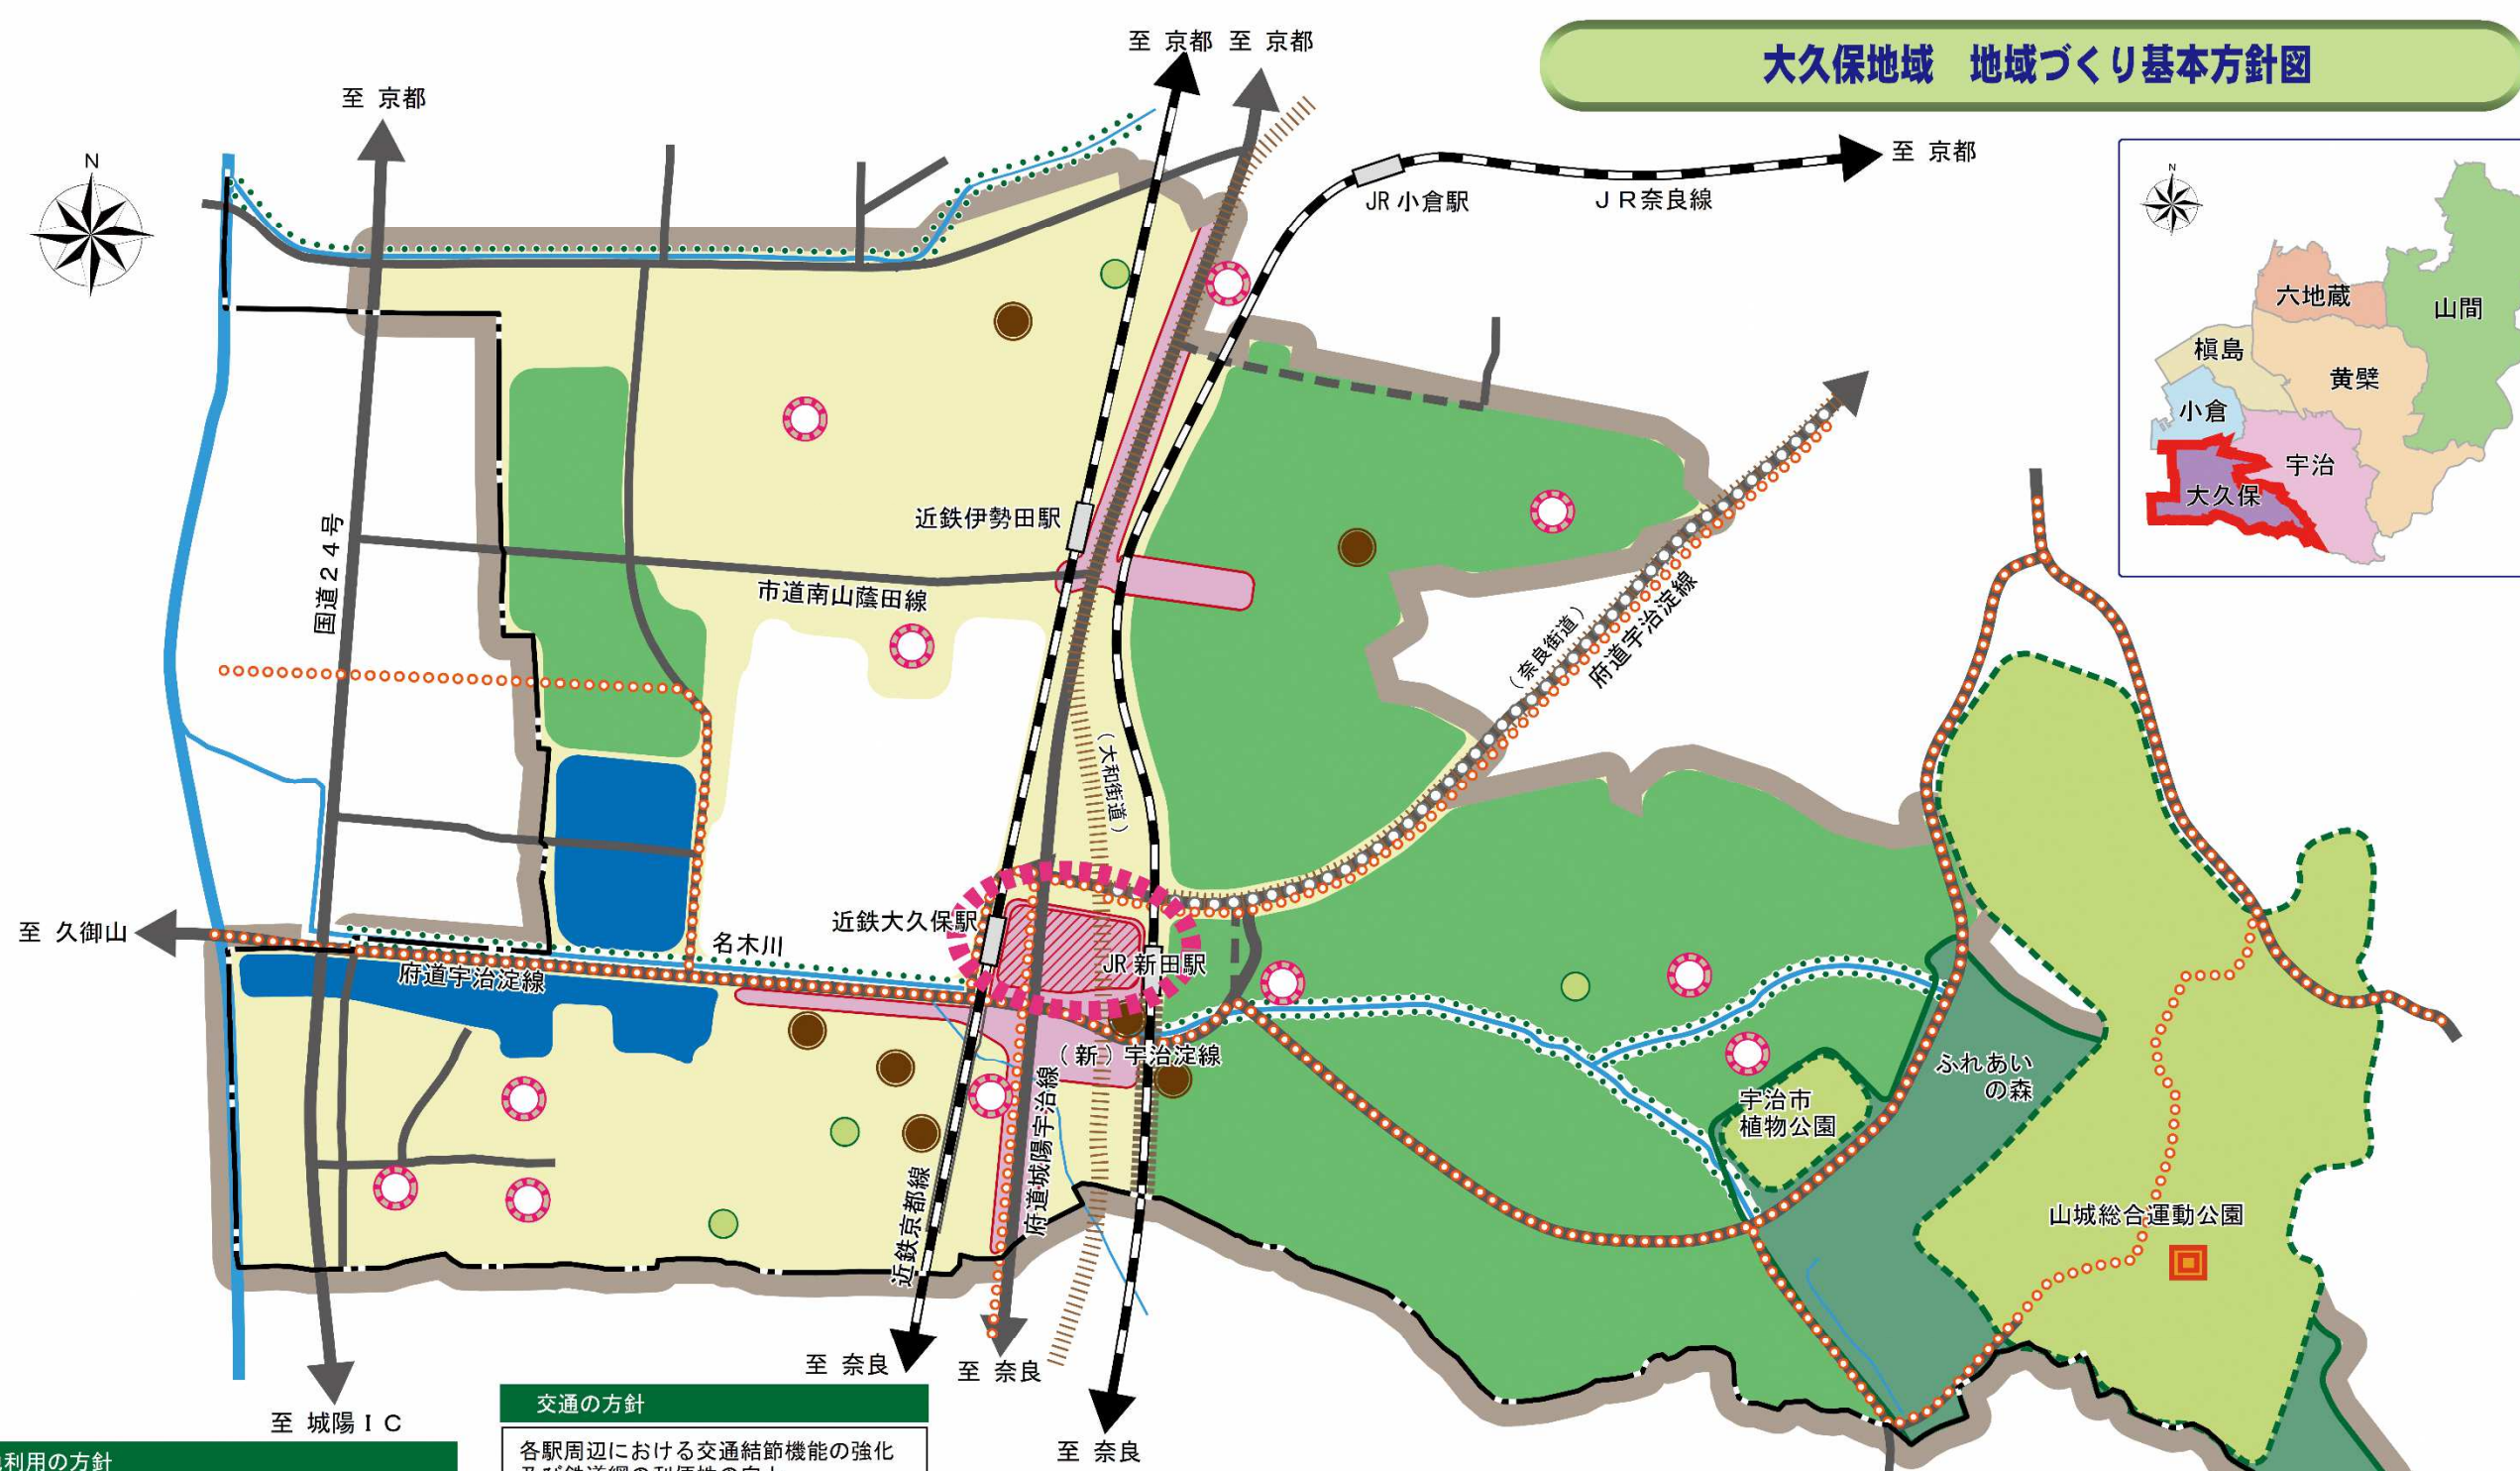 至 京都 至 京都
大久保地域 地域づくり基本方針図
至 京都
N
至 京都
JR 小倉駅
JR奈良線
N
六地蔵
山間
槇島
黄檗
小倉
宇治
大久保
近鉄伊勢田駅
国道24号
市道南山蔭田線
(奈良街道)
府道宇治淀線
(大和街道)
至 久御山
近鉄大久保駅
名木川
JR 新田駅
府道宇治淀線
(新)宇治淀線
ふれあい
の森
宇治市
植物公園
府道城陽宇治線
近鉄京都線
山城総合運動公園
至 奈良
至 奈良
至 城陽IC
至 奈良
交通の方針
各駅周辺における交通結節機能の強化
利用の方針